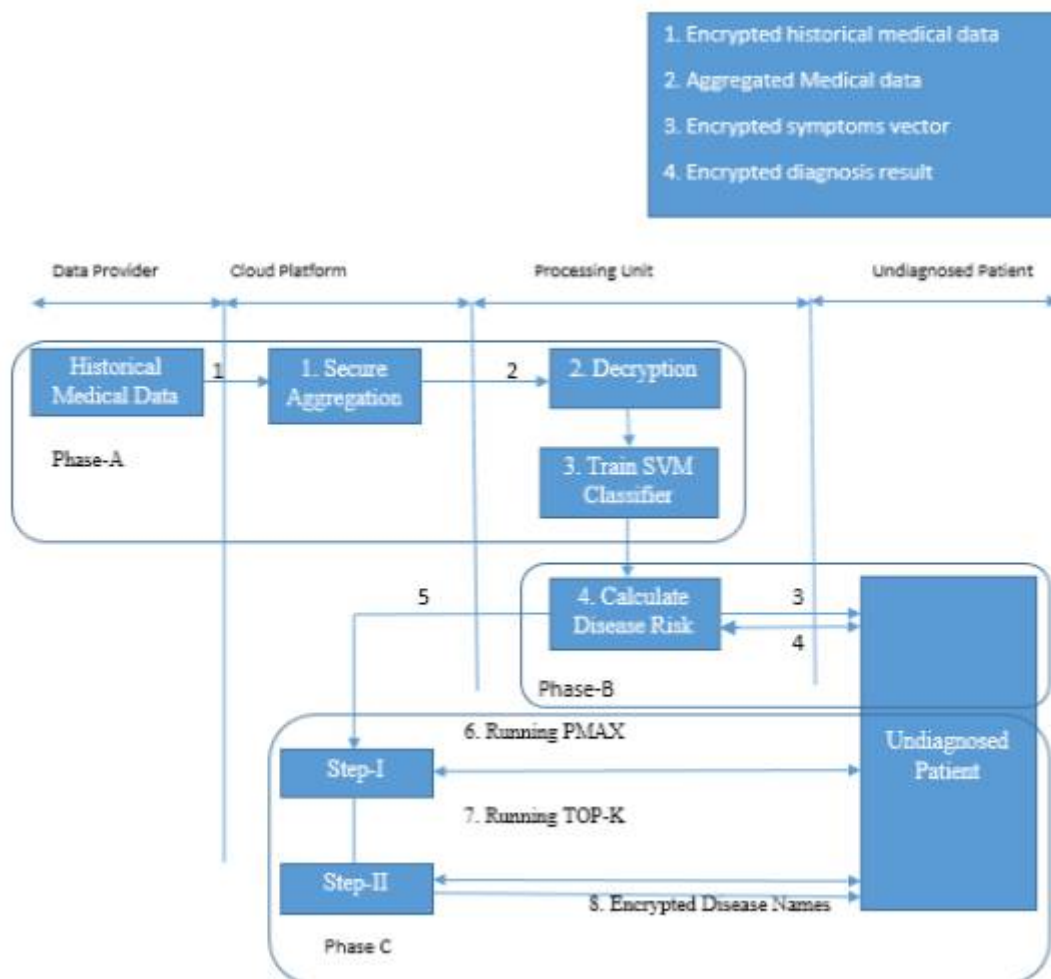 1. Encrypted historical medical data
2. Aggregated Medical data
3. Encrypted symptoms vector
4. Encrypted diagnosis result
Data Provider
Cloud Platform
Processing Unit
Undiagnosed Patient
Historical
Medical Data
1
1. Secure
Aggregation
2
2. Decryption
Phase-A
3. Train SVM
Classifier
5
4. Calculate
Disease Risk
3
4
Phase-B
6. Running PMAX
Undiagnosed
Patient
Step-I
7. Running TOP-K
Step-II
8. Encrypted Disease Names
Phase C